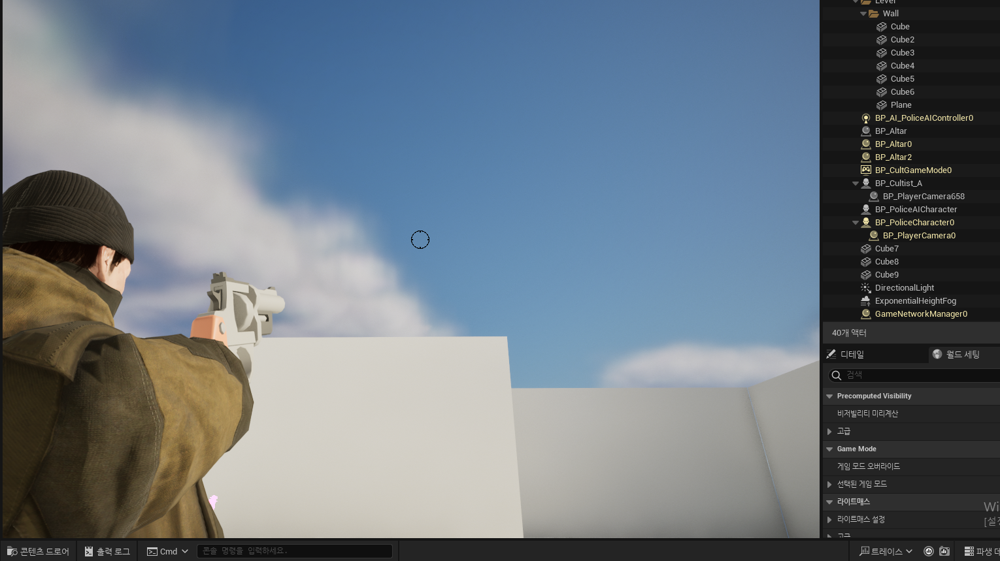 Level
Wall
Cube
Cube2
Cube3
Cube4
Cube5
Cube6
Plane
BP_AI_PoliceAIController0
BP_Altar
BP_Altar0
BP_Altar2
BP_CultGameMode0
BP_Cultist_A
BP_PlayerCamera658
BP_PoliceAICharacter
BP_PoliceCharacter0
BP_PlayerCamera0
Cube7
Cube8
Cube9
DirectionalLight
ExponentialHeightFog
GameNetworkManager0
40개 액터
디테일 월드 세팅
검색
Precomputed Visibility
비저빌리티 미리계산
고급
Game Mode
게임 모드 오버라이드
선택된 게임 모드
라이트매스
Wi
라이트매스 설정
[설정
고급
콘텐츠 드로어 출력 로그 Cmd 콘솔 명령을 입력하세요. 트레이스 파생